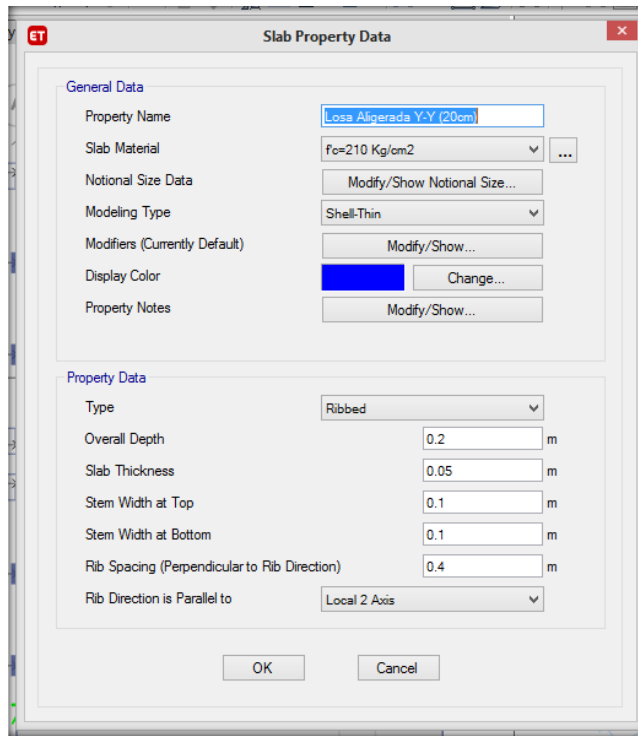 ET Slab Property Data
General Data
Property Name Losa Aligerada Y-Y (20cm)
Slab Material f'c=210 Kg/cm2 ...
Notional Size Data Modify/Show Notional Size...
Modeling Type Shell-Thin
Modifiers (Currently Default) Modify/Show...
Display Color Change...
Property Notes Modify/Show...
Property Data
Type Ribbed
Overall Depth 0.2 m
Slab Thickness 0.05 m
Stem Width at Top 0.1 m
Stem Width at Bottom 0.1 m
Rib Spacing (Perpendicular to Rib Direction) 0.4 m
Rib Direction is Parallel to Local 2 Axis
OK Cancel